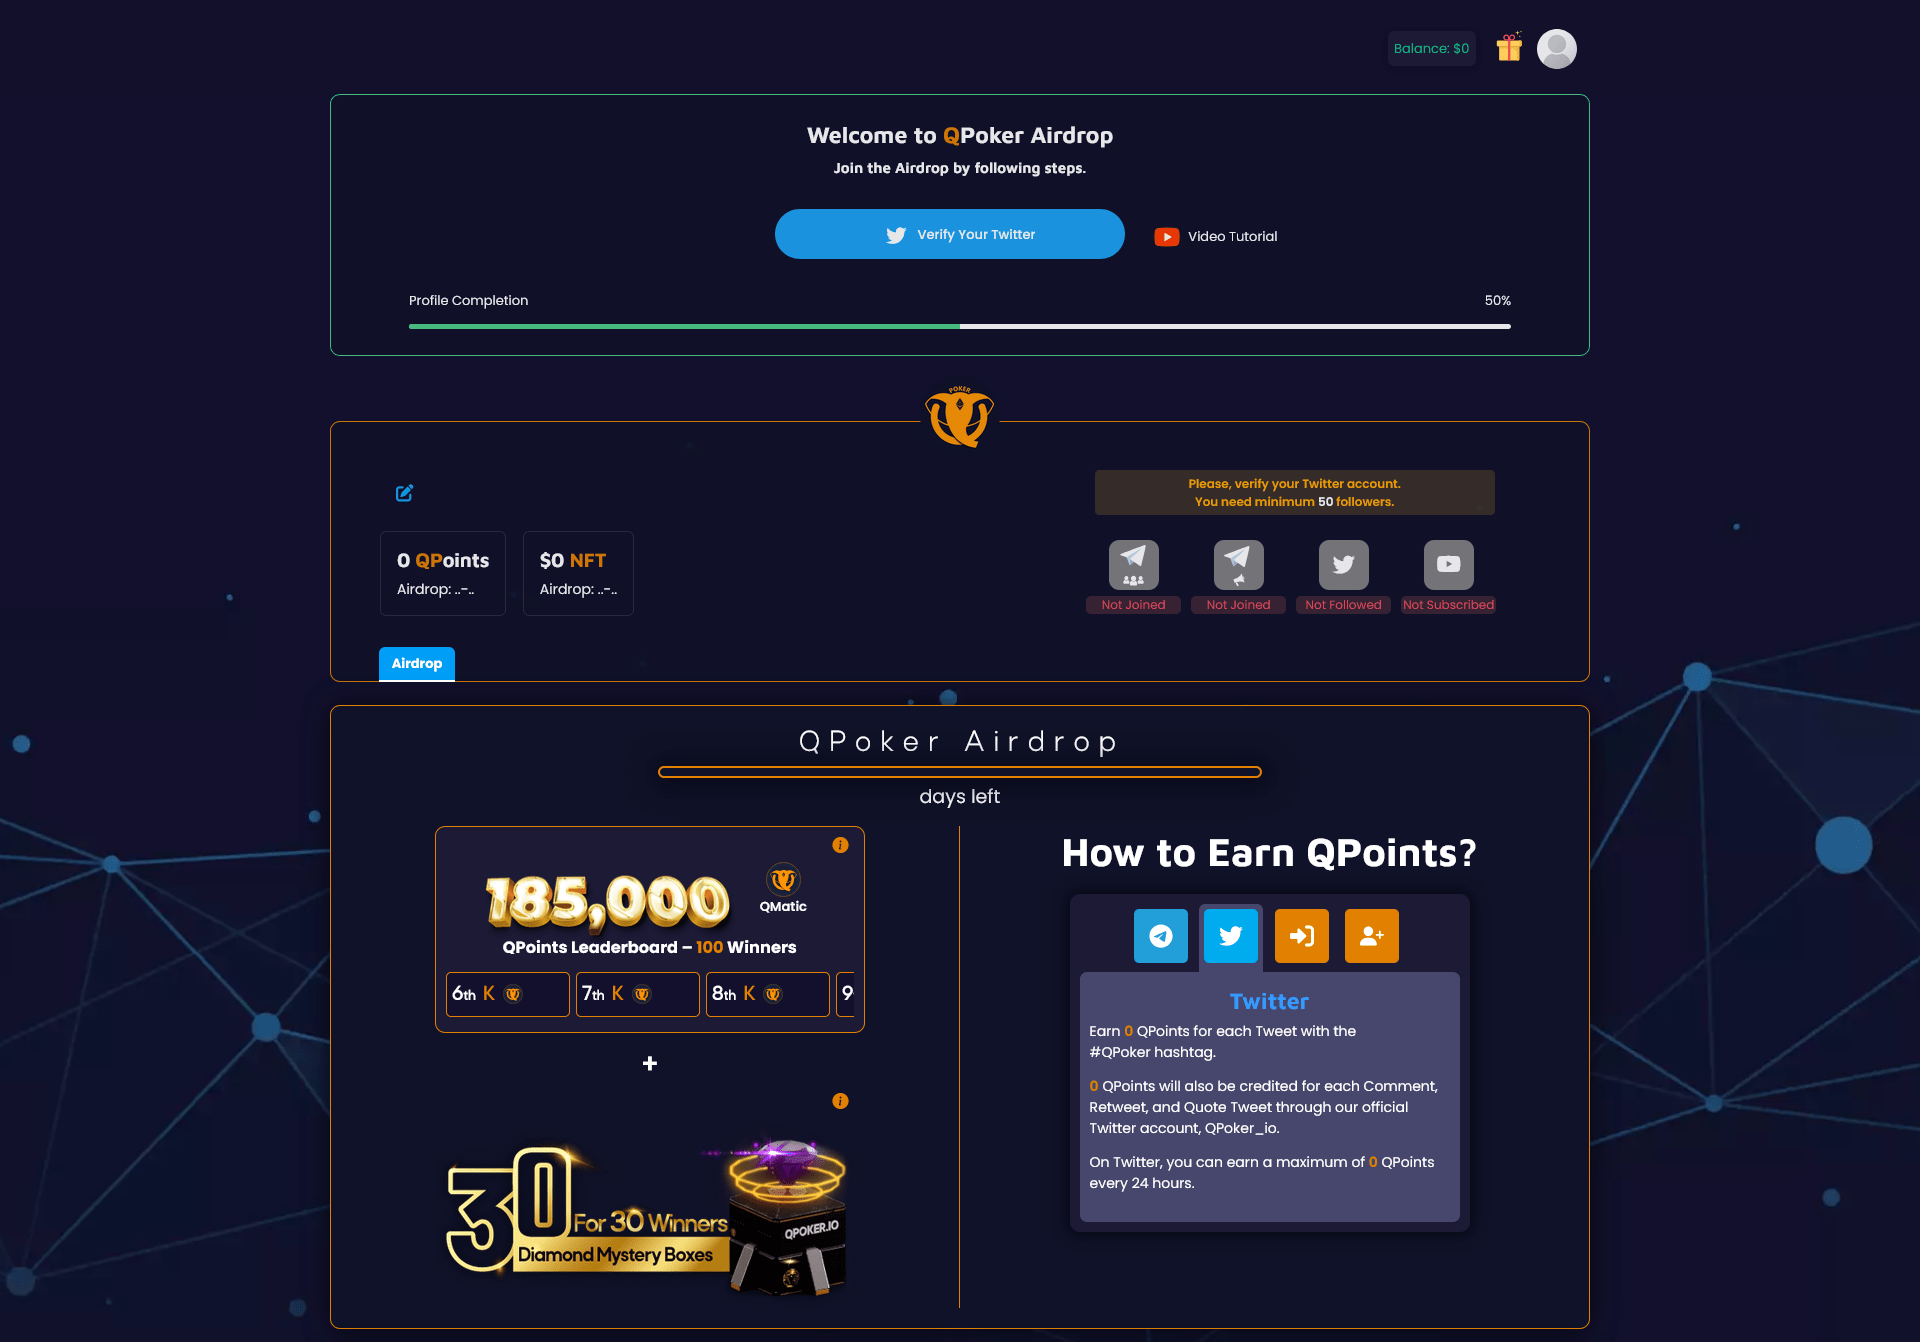 Balance: $0
Welcome to QPoker Airdrop
Join the Airdrop by following steps.
Verify Your Twitter
Video Tutorial
Profile Completion
50%
POKER
Please, verify your Twitter account.
You need minimum 50 followers.
0 QPoints
Airdrop: ..-..
$0 NFT
Airdrop: ..-..
Not Joined
Not Joined
Not Followed
Not Subscribed
Airdrop
QPoker Airdrop
days left
185,000
QMatic
QPoints Leaderboard – 100 Winners
6th K
7th K
8th K
9
+
30
For 30 Winners
Diamond Mystery Boxes
QPOKER.IO
How to Earn QPoints?
Twitter
Earn 0 QPoints for each Tweet with the
#QPoker hashtag.
0 QPoints will also be credited for each Comment,
Retweet, and Quote Tweet through our official
Twitter account, QPoker_io.
On Twitter, you can earn a maximum of 0 QPoints
every 24 hours.